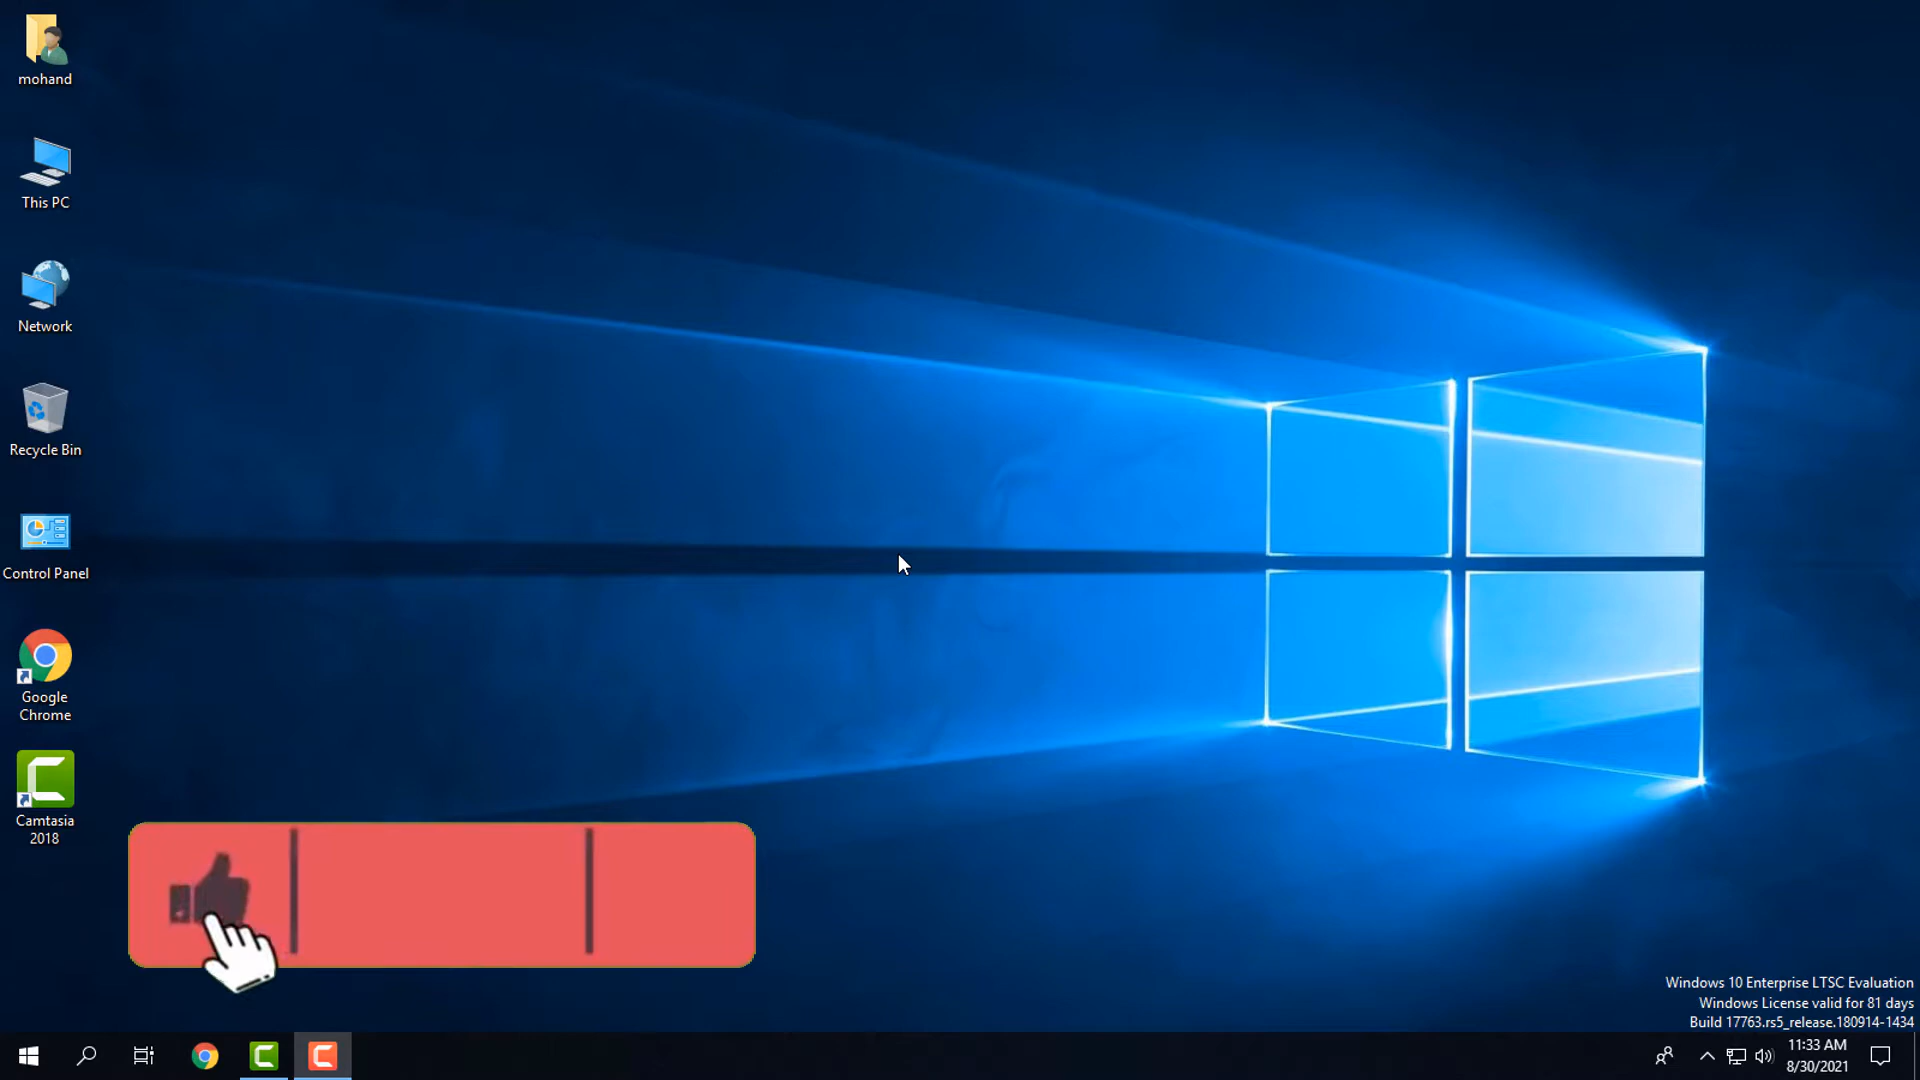 mohand
This PC
Network
Recycle Bin
Control Panel
Google
Chrome
Camtasia
2018
Windows 10 Enterprise LTSC Evaluation
Windows License valid for 81 days
Build 17763.rs5_release.180914-1434
11:33 AM
8/30/2021